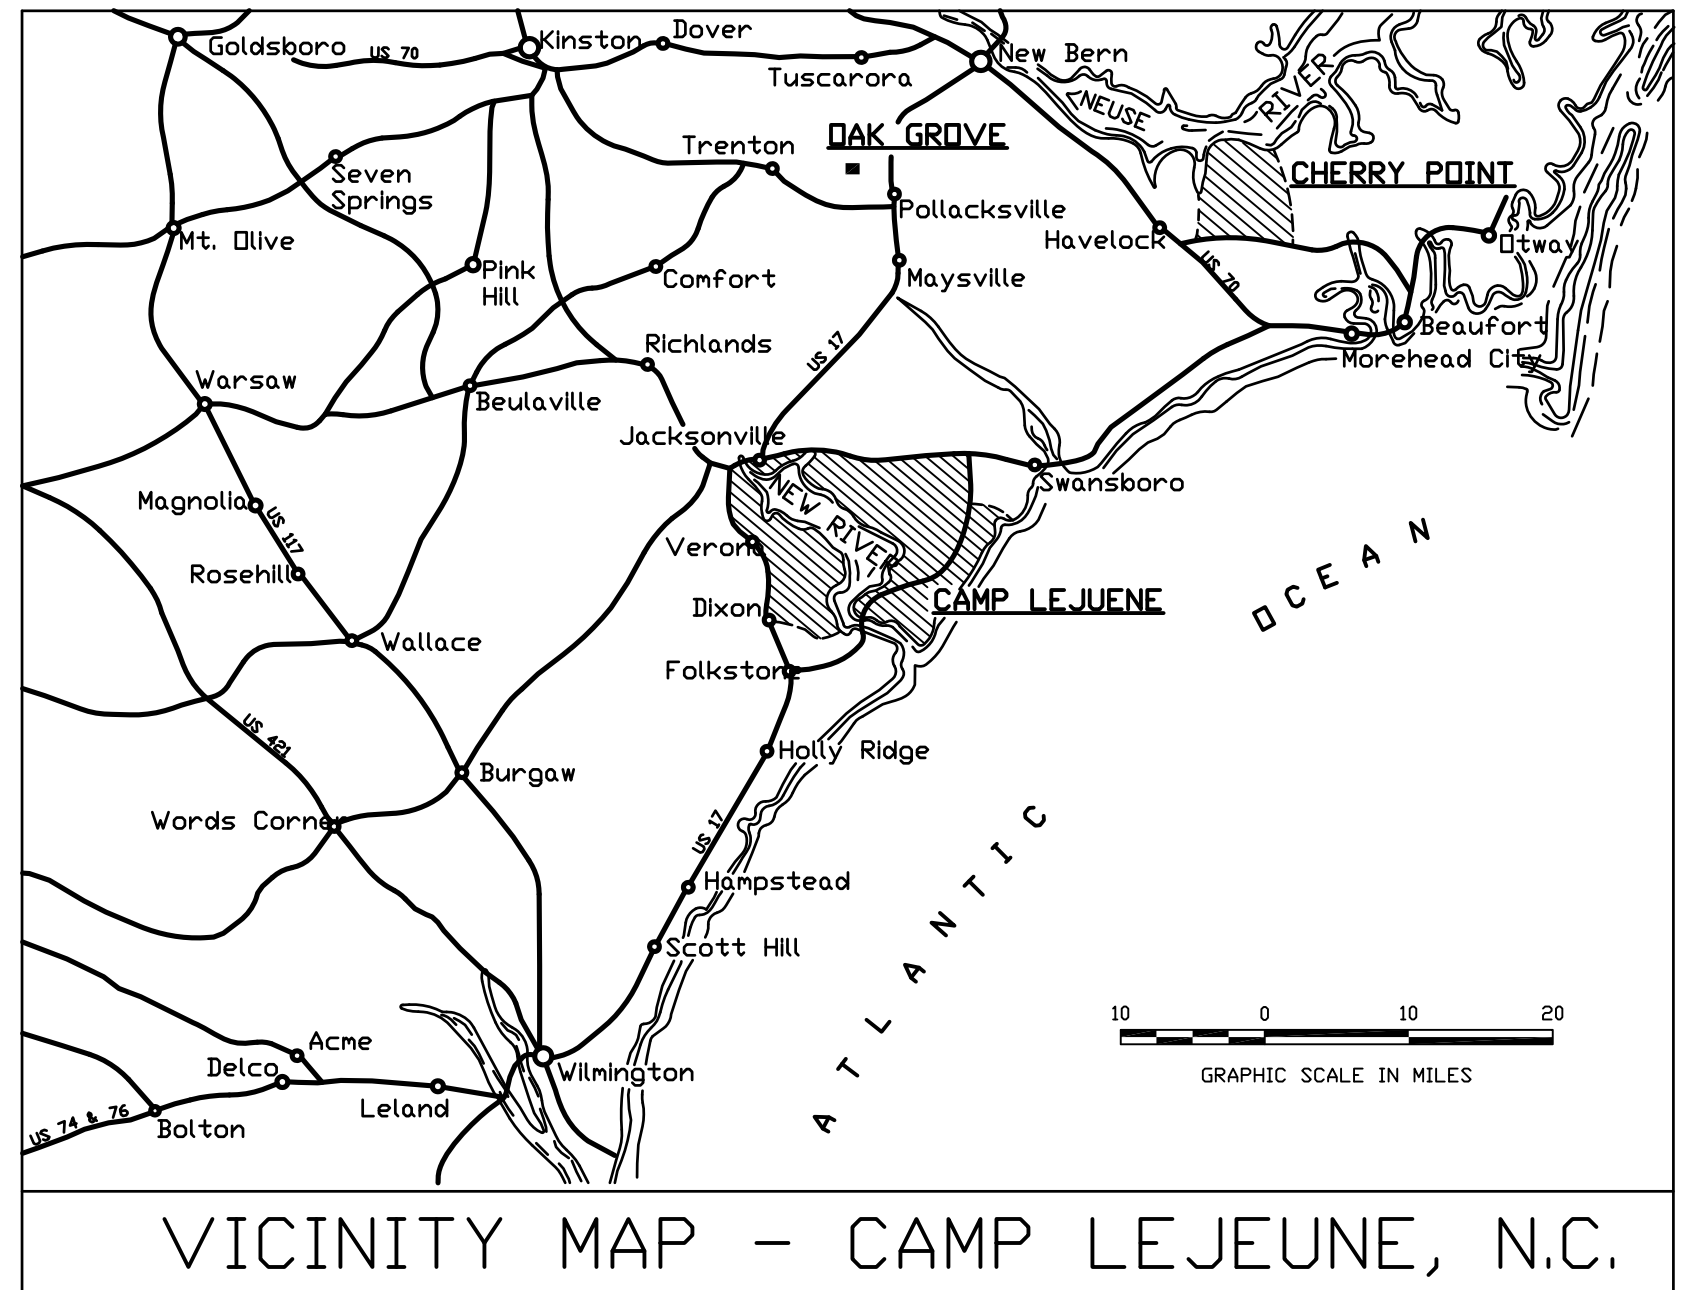 Goldsboro
US 70
Kinston
Dover
Tuscarora
New Bern
NEUSE
RIVER
OAK GROVE
Trenton
CHERRY POINT
Seven
Springs
Mt. Olive
Pollacksville
Havelock
Otway
Pink
Hill
Comfort
Maysville
US 70
Beaufort
Morehead City
Richlands
US 17
Warsaw
Beulaville
Jacksonville
Swansboro
NEW RIVER
Magnolia
US 117
Verona
Rosehill
OCEAN
CAMP LEJUENE
Dixon
Wallace
Folkstone
US 421
Holly Ridge
Burgaw
Words Corner
US 17
ATLANTIC
Hampstead
Scott Hill
10 0 10 20
GRAPHIC SCALE IN MILES
Acme
Delco
Wilmington
Leland
US 74 & 76
Bolton
VICINITY MAP - CAMP LEJEUNE, N.C.